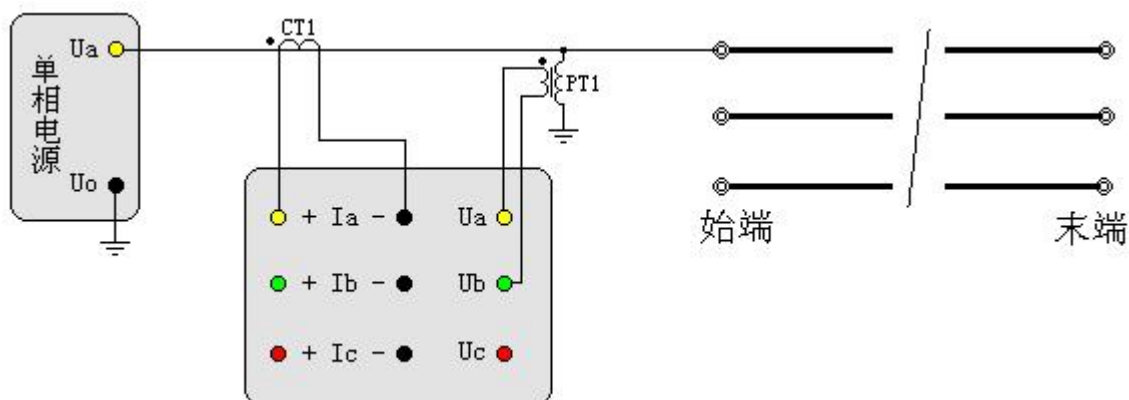 CT1
Ua
单相电源
PT1
Uo
+ Ia -
Ua
+ Ib -
Ub
+ Ic -
Uc
始端
末端